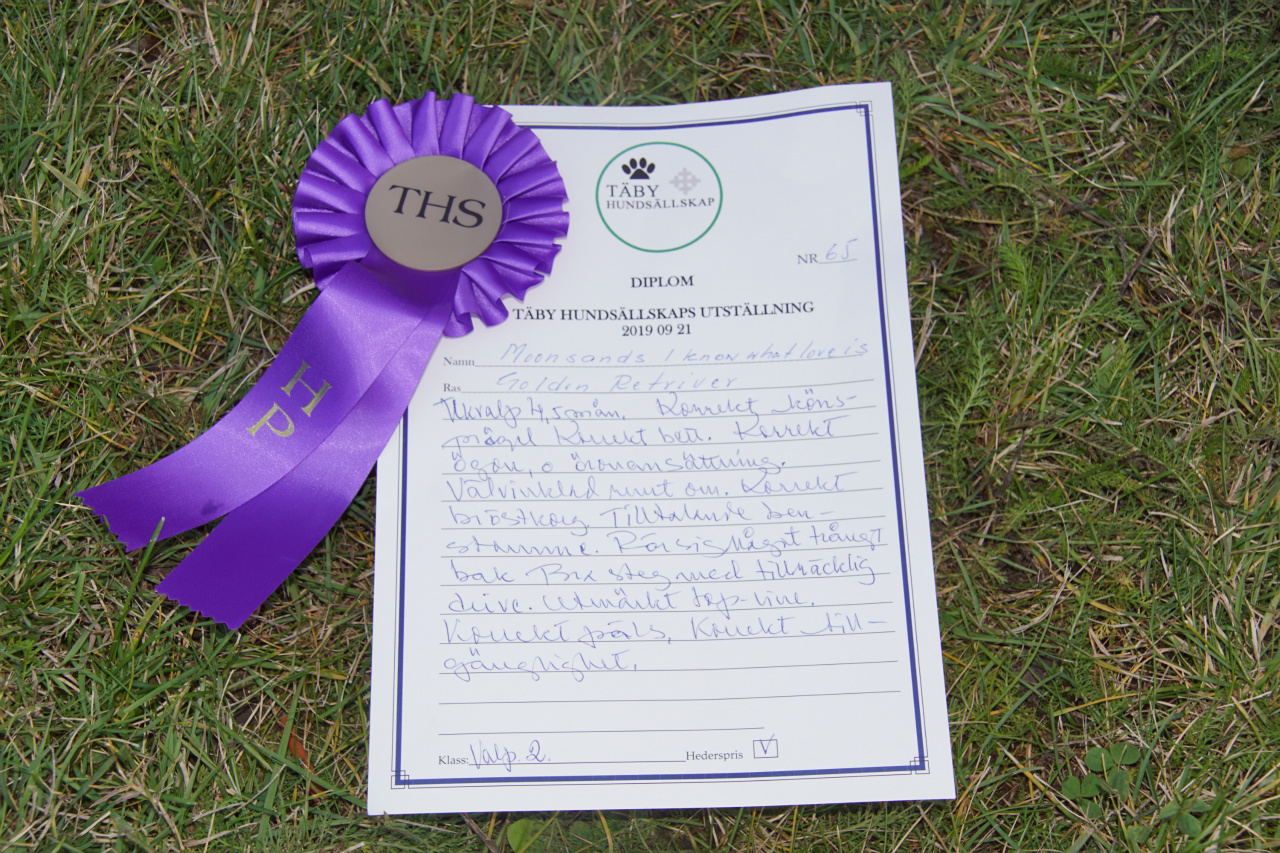 THS
H
P
TÄBY
HUNDSÄLLSKAP
NR 65
DIPLOM
TÄBY HUNDSÄLLSKAPS UTSTÄLLNING
2019 09 21
Namn Moonsands I know what love is
Ras Golden Retriver
Tikvalp 4,5 mån. Korrekt köns-
prägel Korrekt bett. Korrekt
ögon, o öronansättning.
Välvinklad runt om. Korrekt
bröstkorg. Tilltalande ben-
stamme. Rör sig något trångt
bak Bra steg med tillräcklig
drive. Utmärkt top-line.
Korrekt päls, Korrekt till-
gänglighet.
Klass: Valp 2. Hederspris V